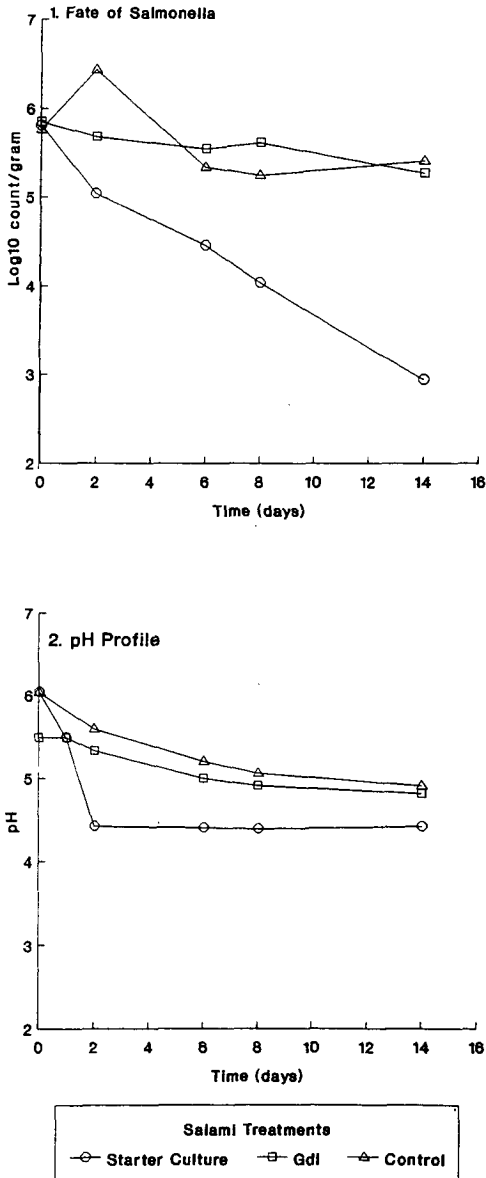 1. Fate of Salmonella
7
6
5
4
3
2
Log10 count/gram
0 2 4 6 8 10 12 14 16
Time (days)
2. pH Profile
7
6
5
4
3
2
pH
0 2 4 6 8 10 12 14 16
Time (days)
Salami Treatments
Starter Culture Gdl Control